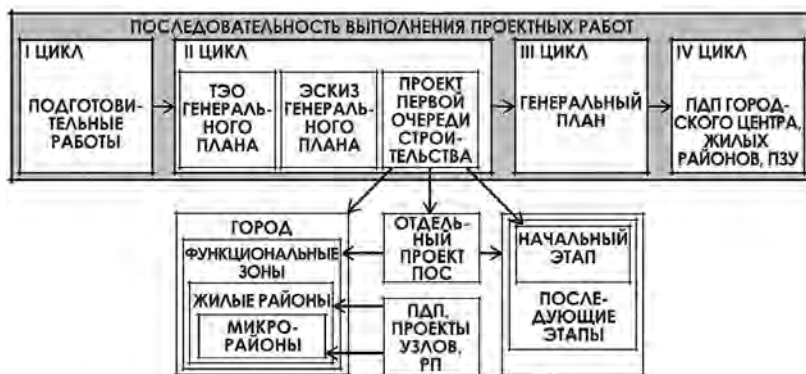 ПОСЛЕДОВАТЕЛЬНОСТЬ ВЫПОЛНЕНИЯ ПРОЕКТНЫХ РАБОТ
I ЦИКЛ
ПОДГОТОВИ-
ТЕЛЬНЫЕ
РАБОТЫ
II ЦИКЛ
ТЭО
ГЕНЕРАЛЬ-
НОГО
ПЛАНА
ЭСКИЗ
ГЕНЕРАЛЬ-
НОГО
ПЛАНА
ПРОЕКТ
ПЕРВОЙ
ОЧЕРЕДИ
СТРОИ-
ТЕЛЬСТВА
III ЦИКЛ
ГЕНЕРАЛЬНЫЙ
ПЛАН
IV ЦИКЛ
ПДП ГОРОД-
СКОГО ЦЕНТРА,
ЖИЛЫХ
РАЙОНОВ, ПЗУ
ГОРОД
ФУНКЦИОНАЛЬНЫЕ
ЗОНЫ
ЖИЛЫЕ РАЙОНЫ
МИКРО-
РАЙОНЫ
ОТДЕЛЬ-
НЫЙ
ПРОЕКТ
ПОС
ПДП,
ПРОЕКТЫ
УЗЛОВ,
РП
НАЧАЛЬНЫЙ
ЭТАП
ПОСЛЕ-
ДУЮЩИЕ
ЭТАПЫ